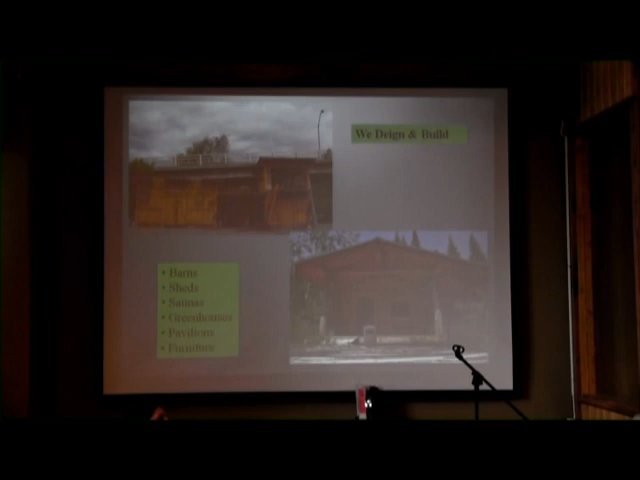 We Deign & Build
• Barns
• Sheds
• Saunas
• Greenhouses
• Pavilions
• Furniture